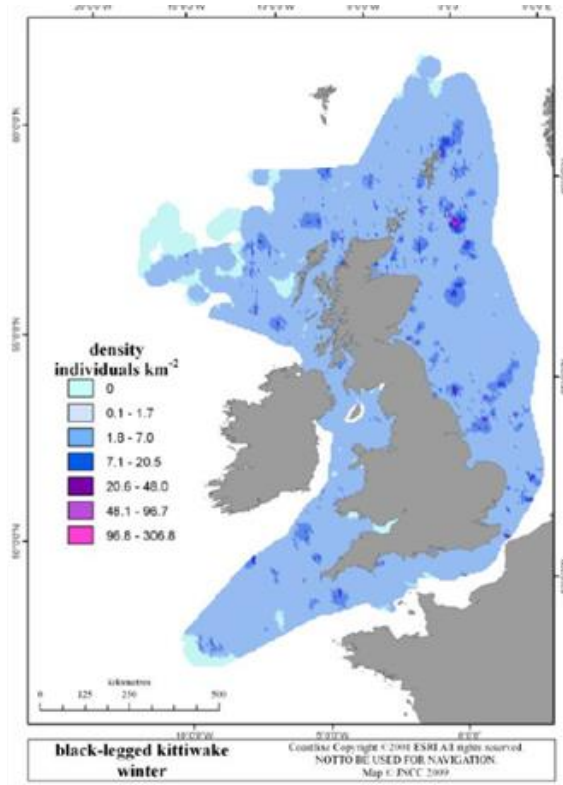 density
individuals km-2
0
0.1 - 1.7
1.8 - 7.0
7.1 - 20.5
20.6 - 48.0
48.1 - 96.7
96.8 - 306.8
kilometres
0 125 250 500
black-legged kittiwake
winter
Coastline Copyright ©2001 ESRI All rights reserved
NOT TO BE USED FOR NAVIGATION.
Map © JNCC 2009